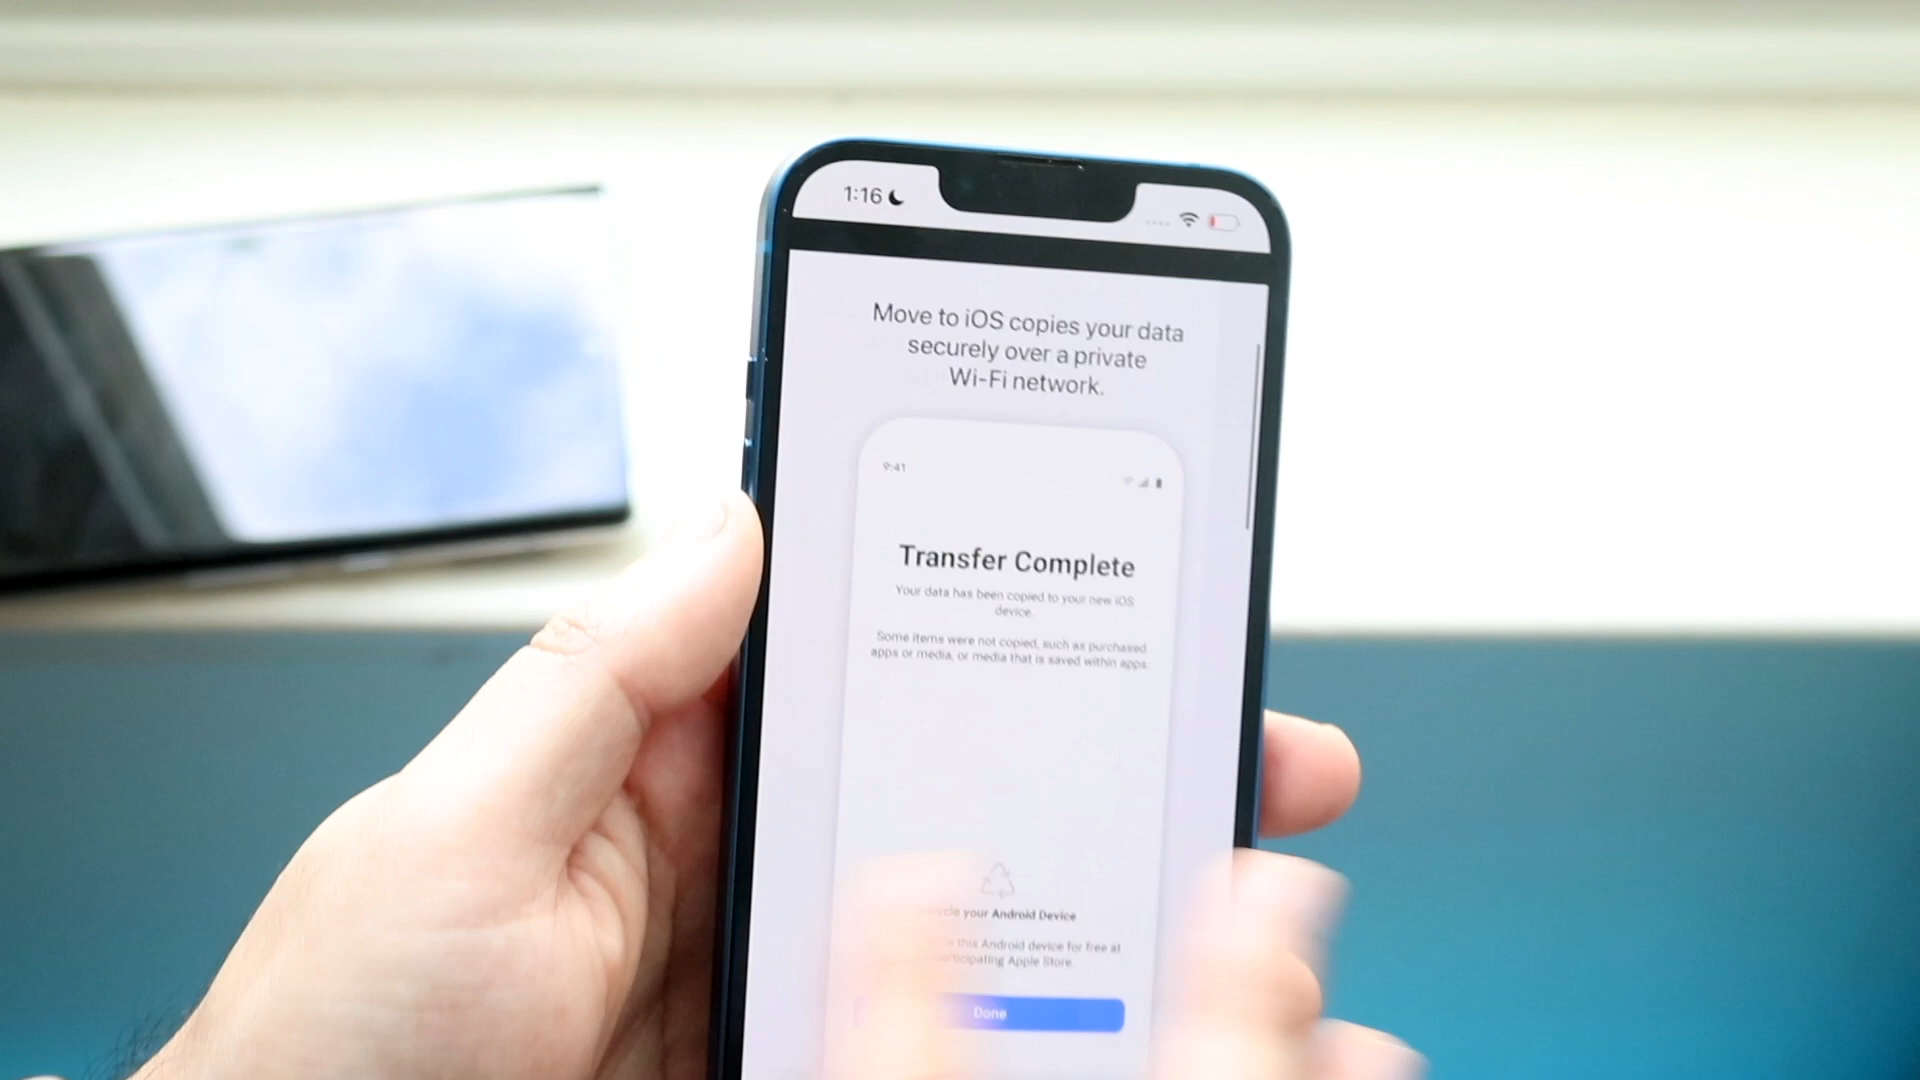 1:16
Move to iOS copies your data
securely over a private
Wi-Fi network.
9:41
Transfer Complete
Your data has been copied to your new iOS
device.
Some items were not copied, such as purchased
apps or media, or media that is saved within apps.
your Android Device
this Android device for free at
Apple Store.
Done